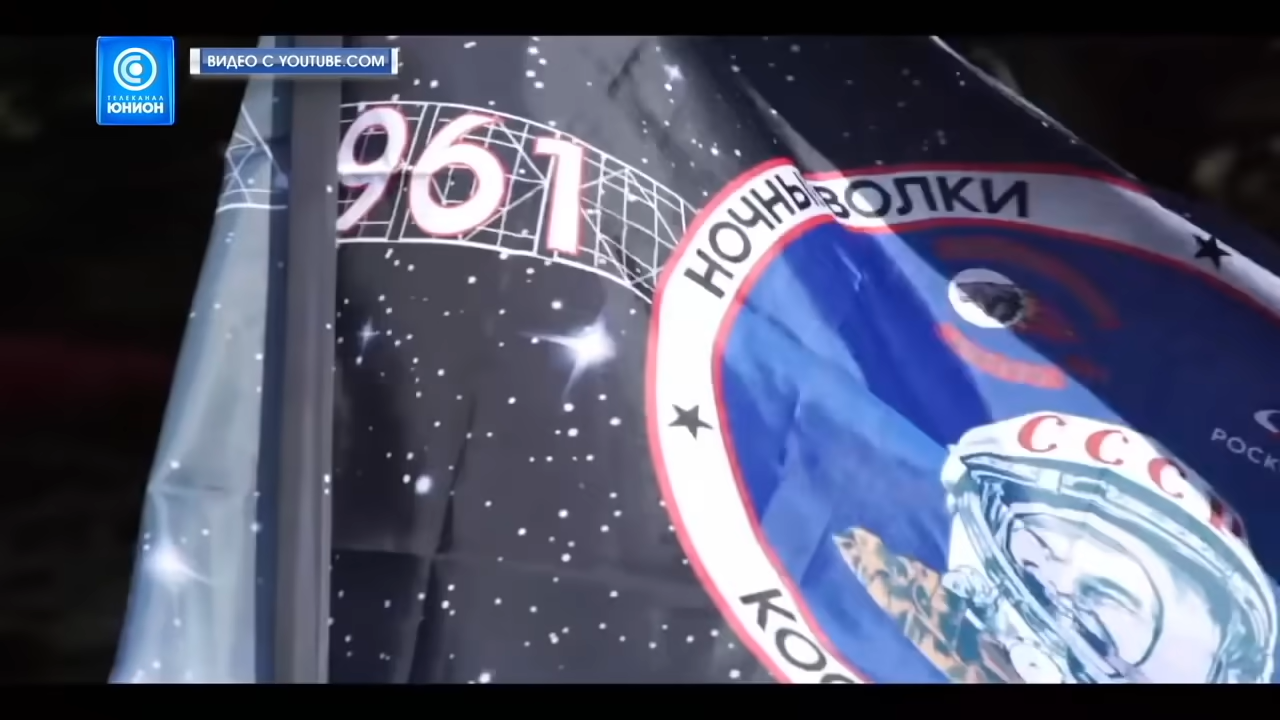 ТЕЛЕКАНАЛ
ЮНИОН
ВИДЕО С YOUTUBE.COM
961
НОЧНЫ ВОЛКИ
РОСК
СССР
КОС